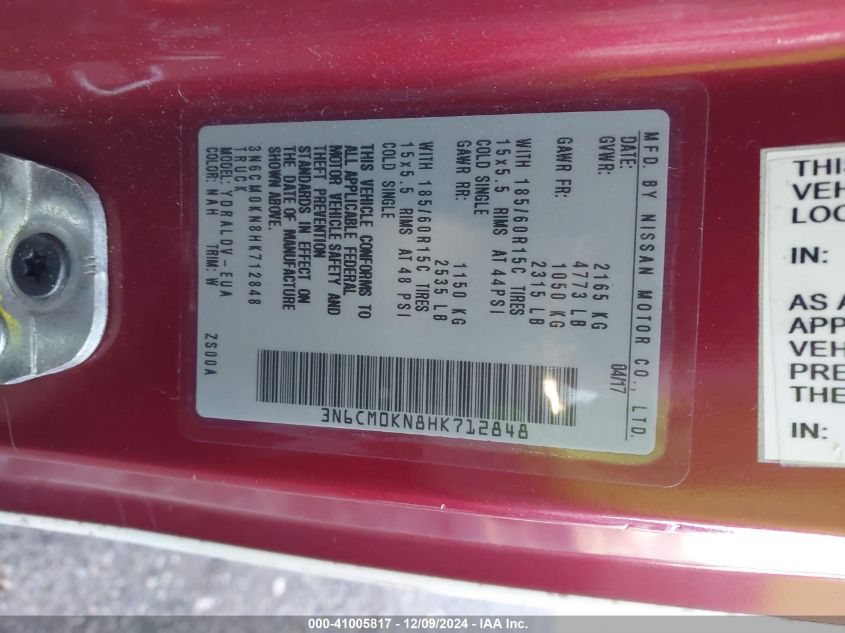 MFD. BY NISSAN MOTOR CO., LTD.
DATE: 04/17
GVWR: 2165 KG
4773 LB
GAWR FR: 1050 KG
2315 LB
WITH 185/60R15C TIRES
15x5.5 RIMS AT 44PSI
COLD SINGLE
GAWR RR: 1150 KG
2535 LB
WITH 185/60R15C TIRES
15x5.5 RIMS AT 48 PSI
COLD SINGLE
THIS VEHICLE CONFORMS TO
ALL APPLICABLE FEDERAL
MOTOR VEHICLE SAFETY AND
THEFT PREVENTION
STANDARDS IN EFFECT ON
THE DATE OF MANUFACTURE
SHOWN ABOVE.
3N6CM0KN8HK712848
TRUCK
MODEL: YDRALDV-EUA
COLOR: NAH TRIM: W ZS00A
3N6CM0KN8HK712848
THIS
VEH
LOC
IN:
AS A
APP
VEH
PRE
THE
IN:
000-41005817 - 12/09/2024 - IAA Inc.